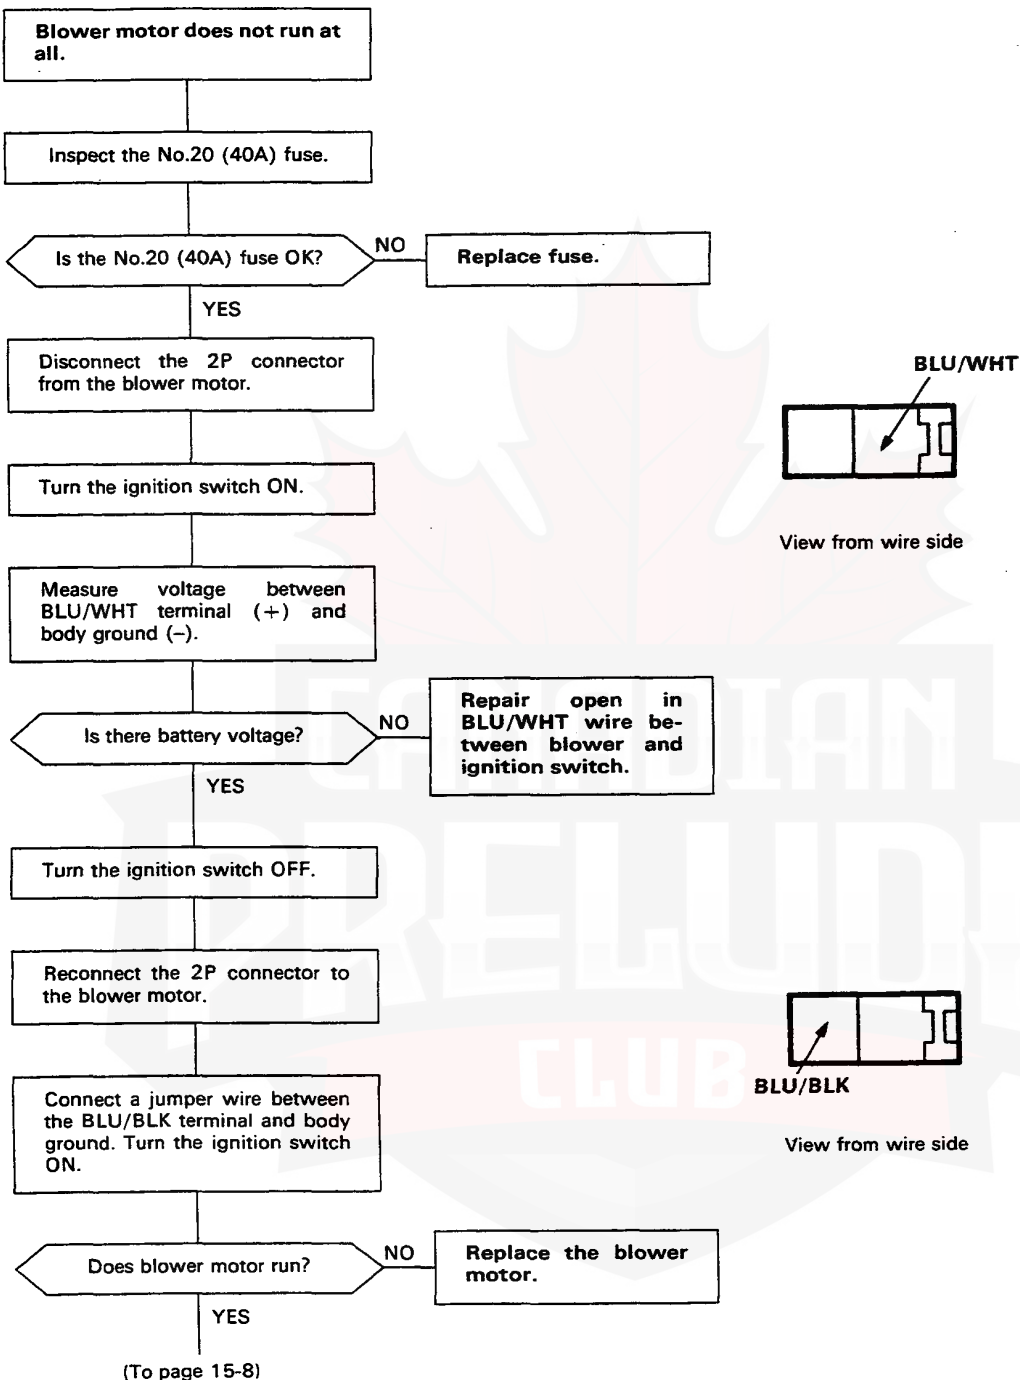 Blower motor does not run at
all.
Inspect the No.20 (40A) fuse.
Is the No.20 (40A) fuse OK?
NO
Replace fuse.
YES
Disconnect the 2P connector
from the blower motor.
BLU/WHT
Turn the ignition switch ON.
View from wire side
Measure voltage between
BLU/WHT terminal (+) and
body ground (–).
Is there battery voltage?
NO
Repair open in
BLU/WHT wire be-
tween blower and
ignition switch.
YES
CANADIAN
PRELUDE
CLUB
Turn the ignition switch OFF.
Reconnect the 2P connector to
the blower motor.
BLU/BLK
Connect a jumper wire between
the BLU/BLK terminal and body
ground. Turn the ignition switch
ON.
View from wire side
Does blower motor run?
NO
Replace the blower
motor.
YES
(To page 15-8)